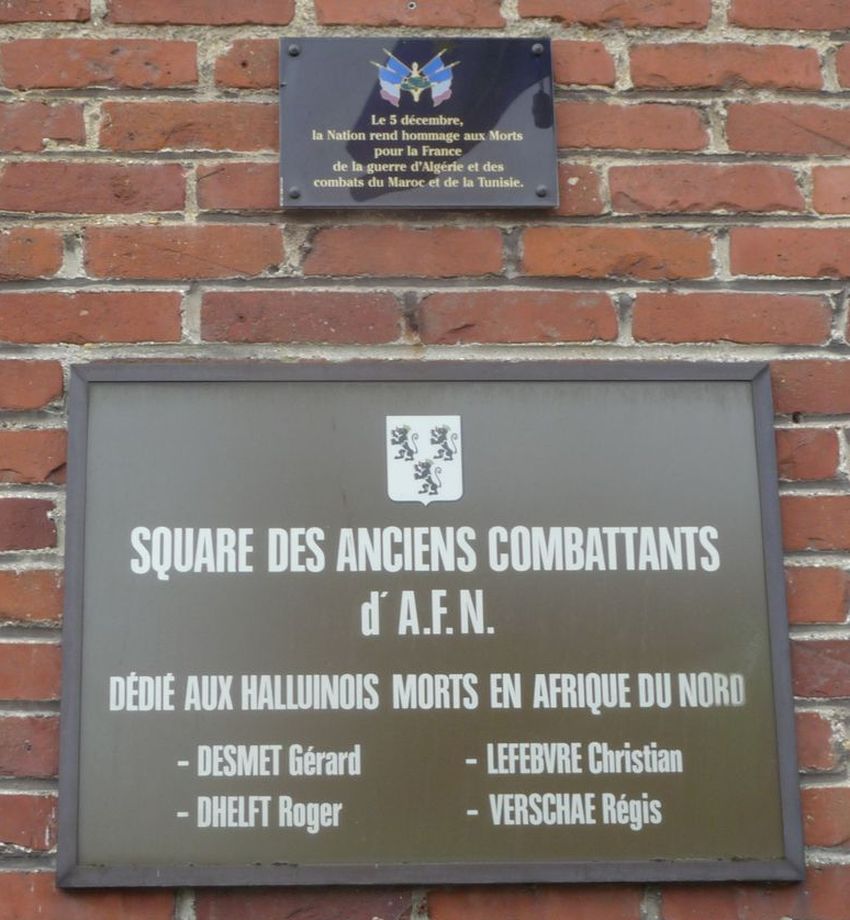 Le 5 décembre,
la Nation rend hommage aux Morts
pour la France
de la guerre d'Algérie et des
combats du Maroc et de la Tunisie.
SQUARE DES ANCIENS COMBATTANTS
d´ A.F.N.
DÉDIÉ AUX HALLUINOIS MORTS EN AFRIQUE DU NORD
- DESMET Gérard - LEFEBVRE Christian
- DHELFT Roger - VERSCHAE Régis